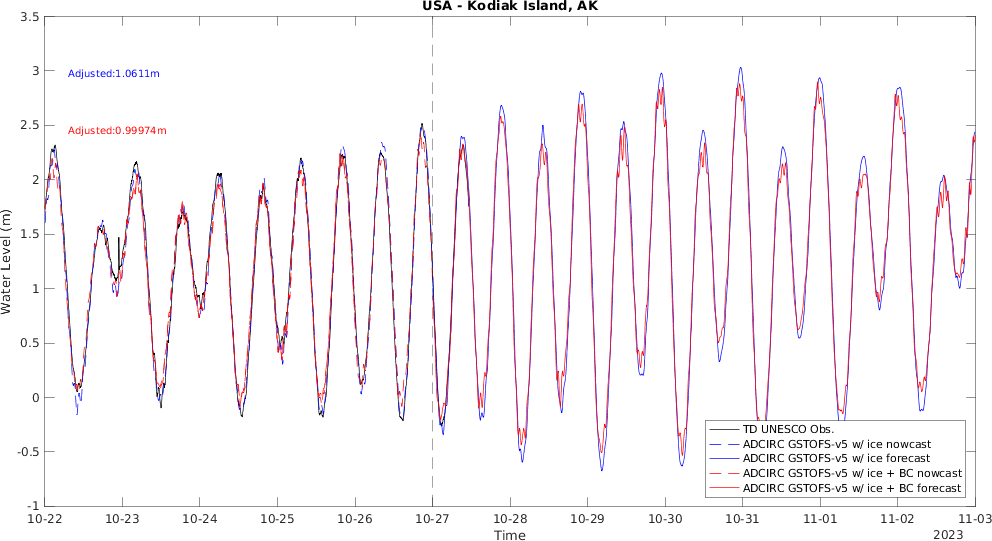 USA - Kodiak Island, AK
3.5
3
2.5
2
1.5
1
0.5
0
-0.5
-1
Water Level (m)
Adjusted:1.0611m
Adjusted:0.99974m
TD UNESCO Obs.
ADCIRC GSTOFS-v5 w/ ice nowcast
ADCIRC GSTOFS-v5 w/ ice forecast
ADCIRC GSTOFS-v5 w/ ice + BC nowcast
ADCIRC GSTOFS-v5 w/ ice + BC forecast
10-22 10-23 10-24 10-25 10-26 10-27 10-28 10-29 10-30 10-31 11-01 11-02 11-03
Time
2023